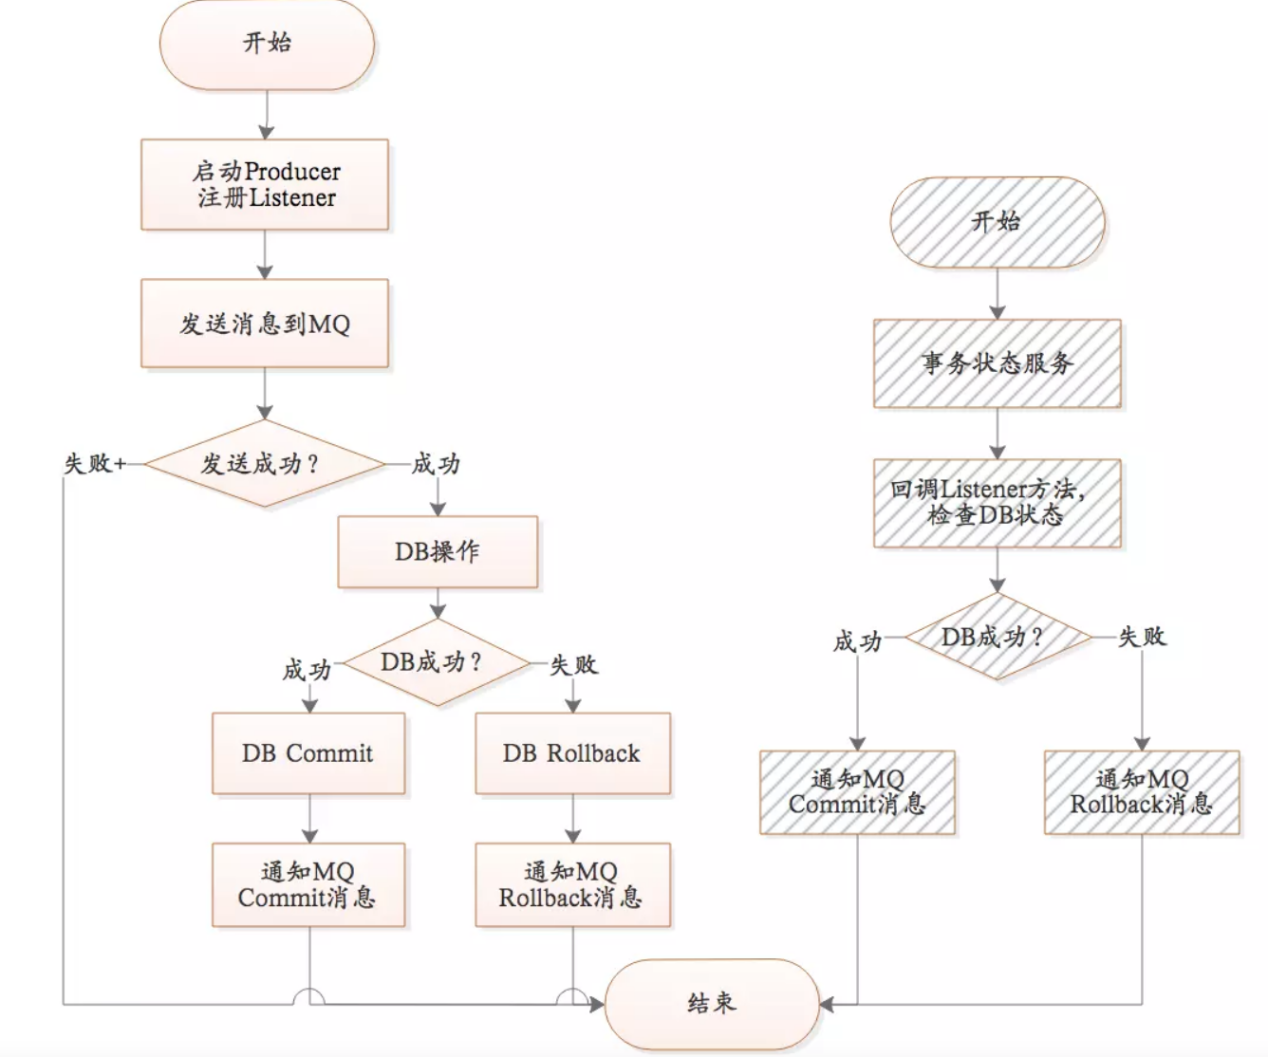 开始
启动Producer
注册Listener
发送消息到MQ
发送成功？
失败+
成功
DB操作
DB成功？
成功
失败
DB Commit
DB Rollback
通知MQ
Commit消息
通知MQ
Rollback消息
开始
事务状态服务
回调Listener方法，
检查DB状态
DB成功？
成功
失败
通知MQ
Commit消息
通知MQ
Rollback消息
结束